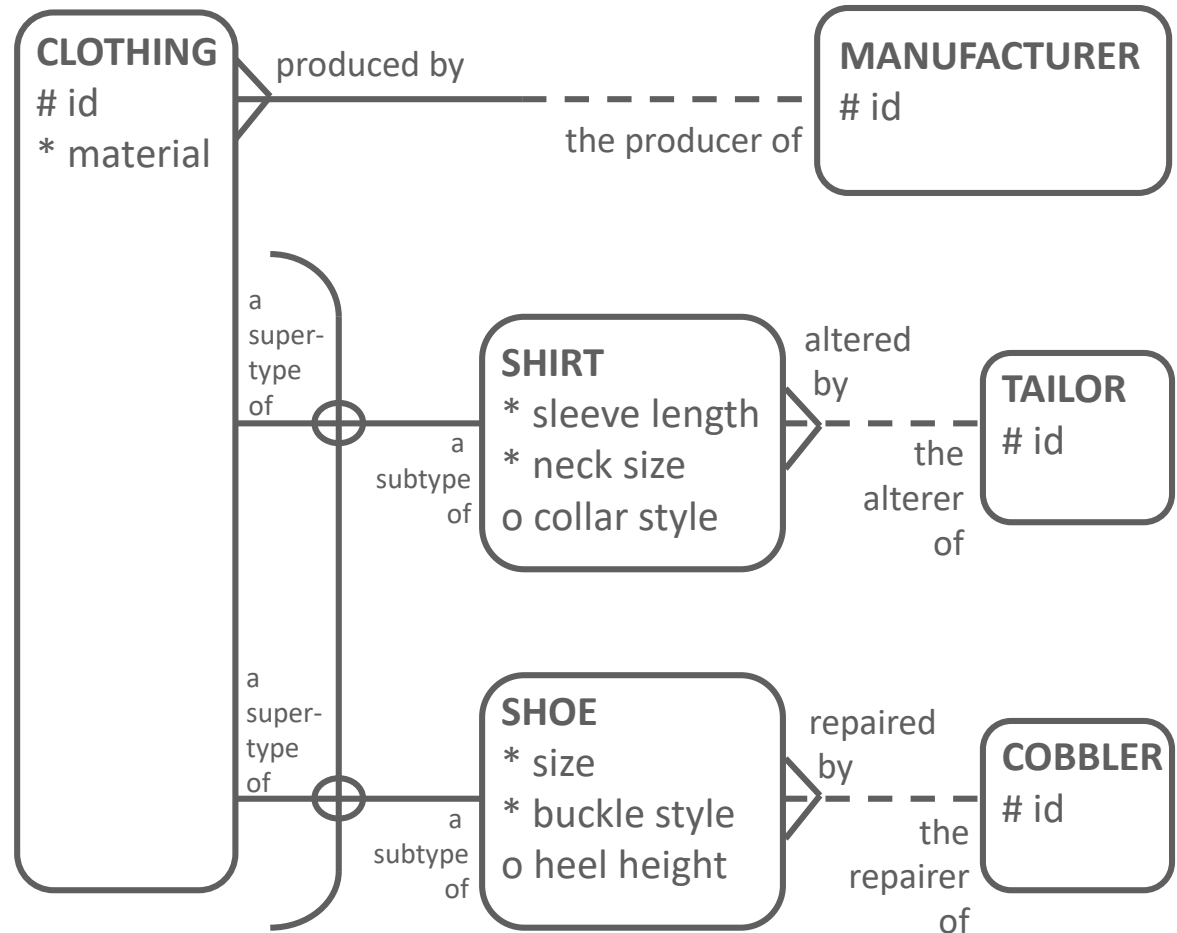 CLOTHING
# id
* material
produced by
the producer of
MANUFACTURER
# id
a
super-
type
of
a
subtype
of
SHIRT
* sleeve length
* neck size
o collar style
altered
by
the
alterer
of
TAILOR
# id
a
super-
type
of
a
subtype
of
SHOE
* size
* buckle style
o heel height
repaired
by
the
repairer
of
COBBLER
# id